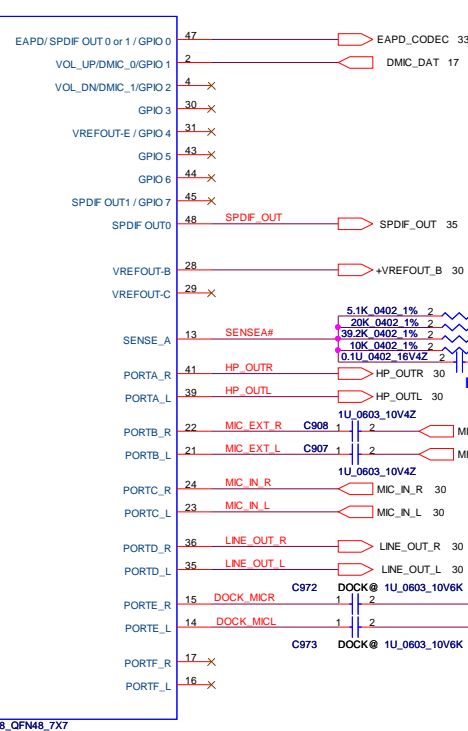 EAPD/ SPDIF OUT 0 or 1 / GPIO 0 47 EAPD_CODEC 33
VOL_UP/DMIC_0/GPIO 1 2 DMIC_DAT 17
VOL_DN/DMIC_1/GPIO 2 4
GPIO 3 30
VREFOUT-E / GPIO 4 31
GPIO 5 43
GPIO 6 44
SPDIF OUT1 / GPIO 7 45
SPDIF OUT0 48 SPDIF_OUT SPDIF_OUT 35
VREFOUT-B 28 +VREFOUT_B 30
VREFOUT-C 29
5.1K_0402_1% 2
20K_0402_1% 2
SENSE_A 13 SENSEA# 39.2K_0402_1% 2
10K_0402_1% 2
0.1U_0402_16V4Z 2
PORTA_R 41 HP_OUTR HP_OUTR 30
PORTA_L 39 HP_OUTL HP_OUTL 30
1U_0603_10V4Z
PORTB_R 22 MIC_EXT_R C908 1 2 MI
PORTB_L 21 MIC_EXT_L C907 1 2 MI
1U_0603_10V4Z
PORTC_R 24 MIC_IN_R MIC_IN_R 30
PORTC_L 23 MIC_IN_L MIC_IN_L 30
PORTD_R 36 LINE_OUT_R LINE_OUT_R 30
PORTD_L 35 LINE_OUT_L LINE_OUT_L 30
C972 DOCK@ 1U_0603_10V6K
PORTE_R 15 DOCK_MICR 1 2
PORTE_L 14 DOCK_MICL 1 2
C973 DOCK@ 1U_0603_10V6K
PORTF_R 17
PORTF_L 16
8_QFN48_7X7